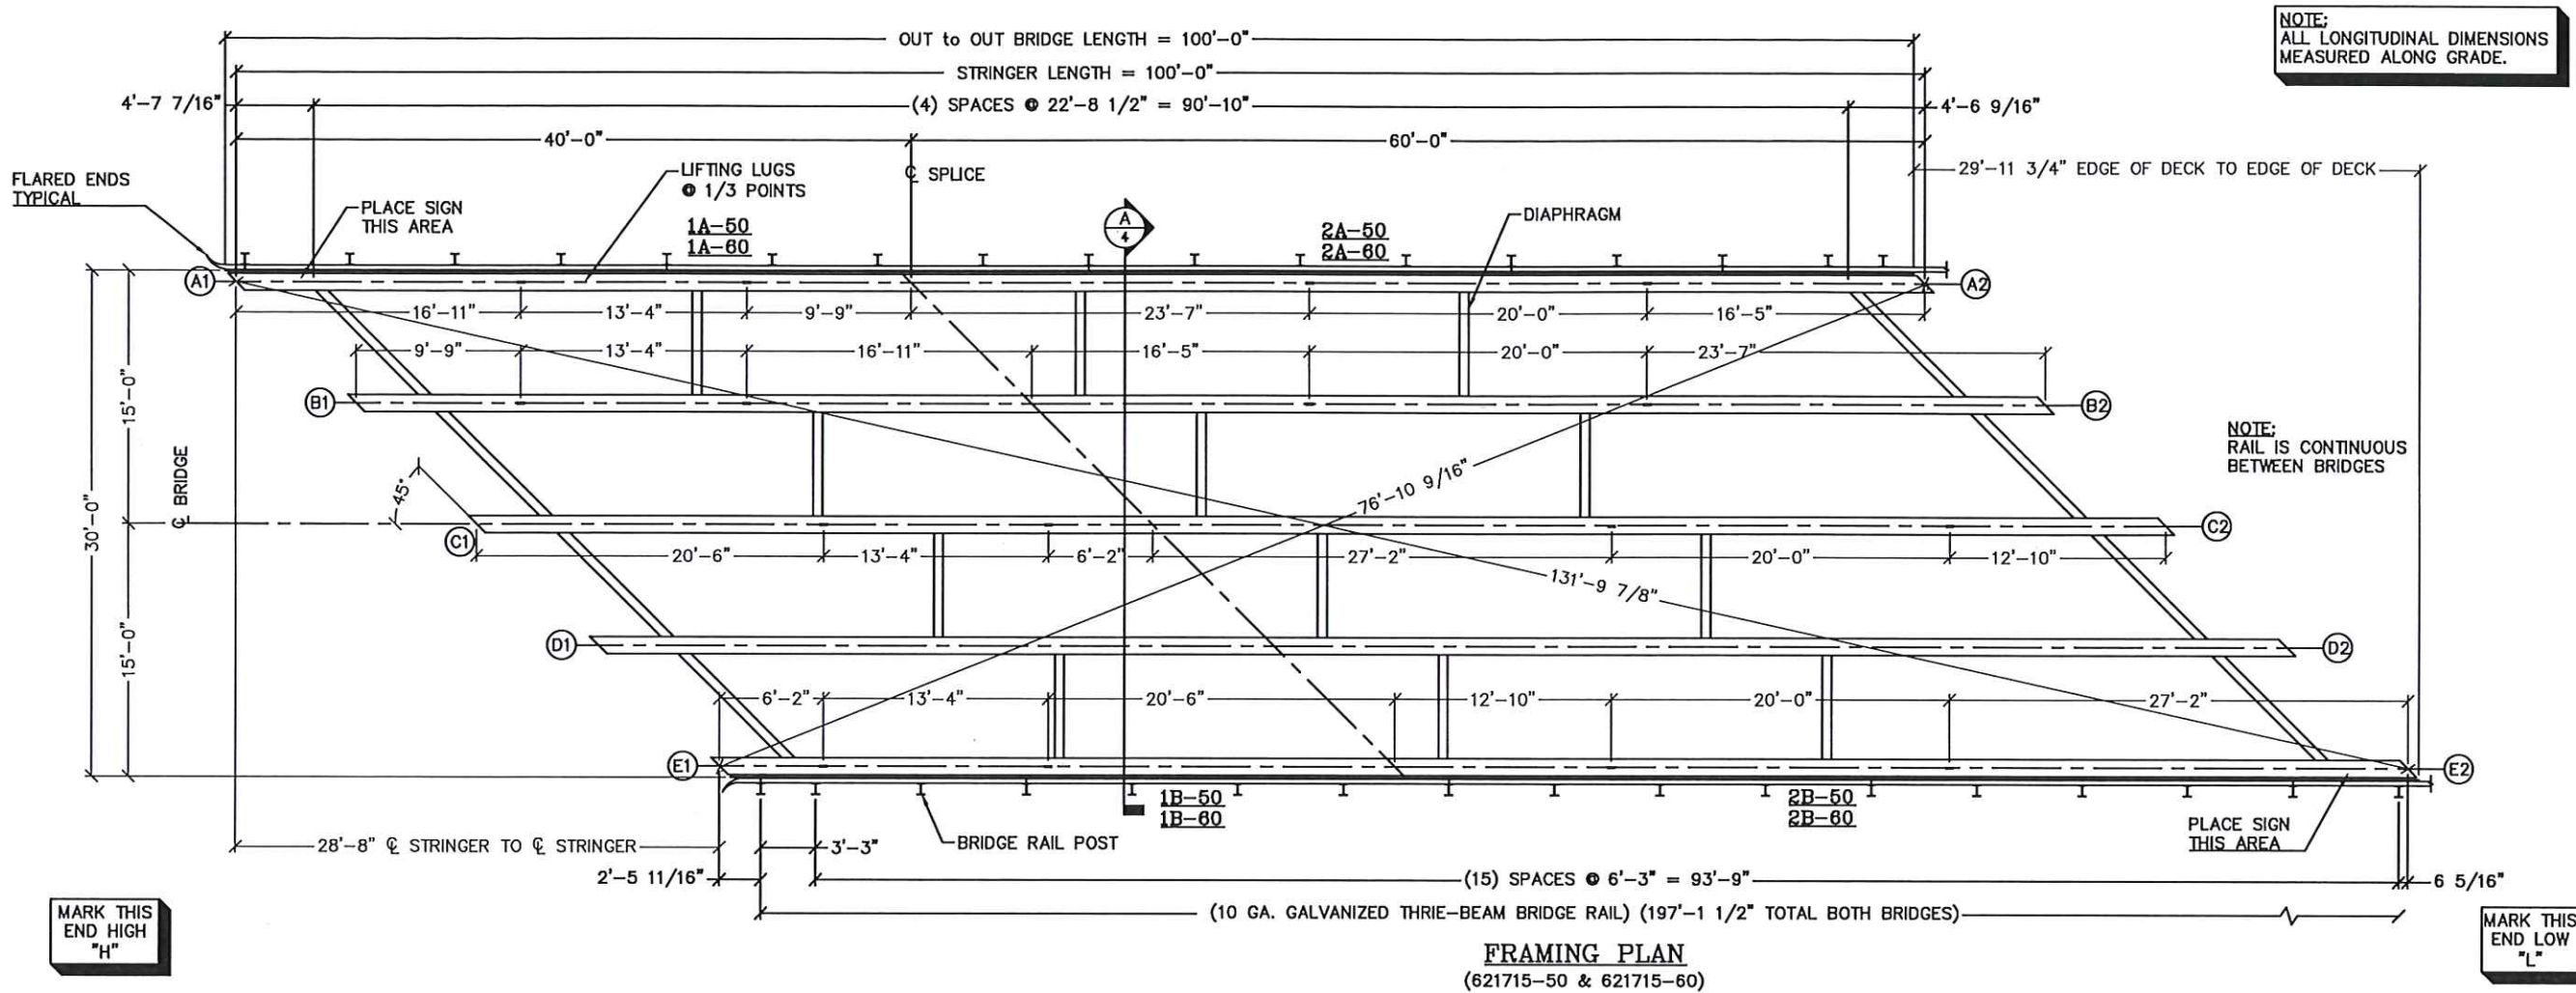 OUT to OUT BRIDGE LENGTH = 100'-0"
NOTE:
ALL LONGITUDINAL DIMENSIONS
MEASURED ALONG GRADE.
STRINGER LENGTH = 100'-0"
4'-7 7/16"
(4) SPACES @ 22'-8 1/2" = 90'-10"
4'-6 9/16"
40'-0"
60'-0"
FLARED ENDS
TYPICAL
PLACE SIGN
THIS AREA
LIFTING LUGS
@ 1/3 POINTS
℄ SPLICE
29'-11 3/4" EDGE OF DECK TO EDGE OF DECK
1A-50
1A-60
A
4
2A-50
2A-60
DIAPHRAGM
A1
A2
16'-11"
13'-4"
9'-9"
23'-7"
20'-0"
16'-5"
9'-9"
13'-4"
16'-11"
16'-5"
20'-0"
23'-7"
B1
B2
15'-0"
30'-0"
15'-0"
℄ BRIDGE
45°
NOTE:
RAIL IS CONTINUOUS
BETWEEN BRIDGES
76'-10 9/16"
C1
C2
20'-6"
13'-4"
6'-2"
27'-2"
20'-0"
12'-10"
131'-9 7/8"
D1
D2
6'-2"
13'-4"
20'-6"
12'-10"
20'-0"
27'-2"
E1
E2
1B-50
1B-60
2B-50
2B-60
28'-8" ℄ STRINGER TO ℄ STRINGER
3'-3"
BRIDGE RAIL POST
PLACE SIGN
THIS AREA
2'-5 11/16"
(15) SPACES @ 6'-3" = 93'-9"
6 5/16"
(10 GA. GALVANIZED THRIE-BEAM BRIDGE RAIL) (197'-1 1/2" TOTAL BOTH BRIDGES)
MARK THIS
END HIGH
"H"
MARK THIS
END LOW
"L"
FRAMING PLAN
(621715-50 & 621715-60)